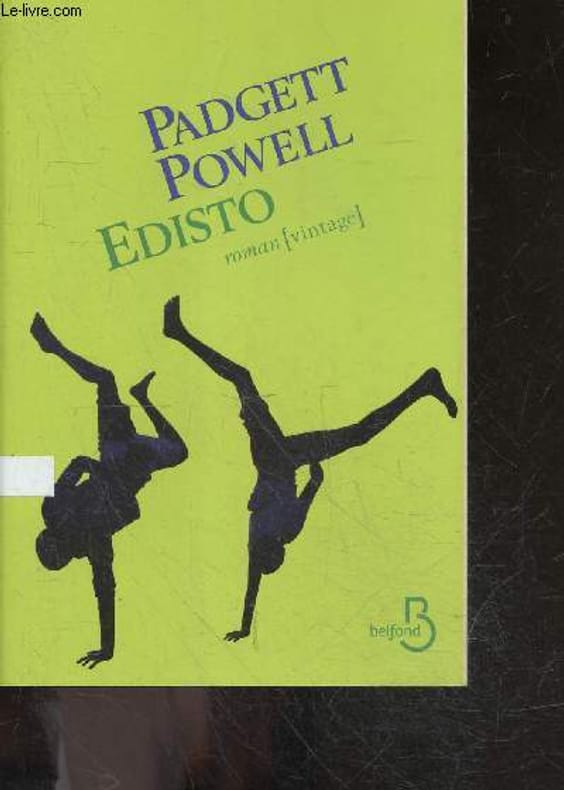 Le-livre.com
PADGETT
POWELL
EDISTO
roman [vintage]
belfond B